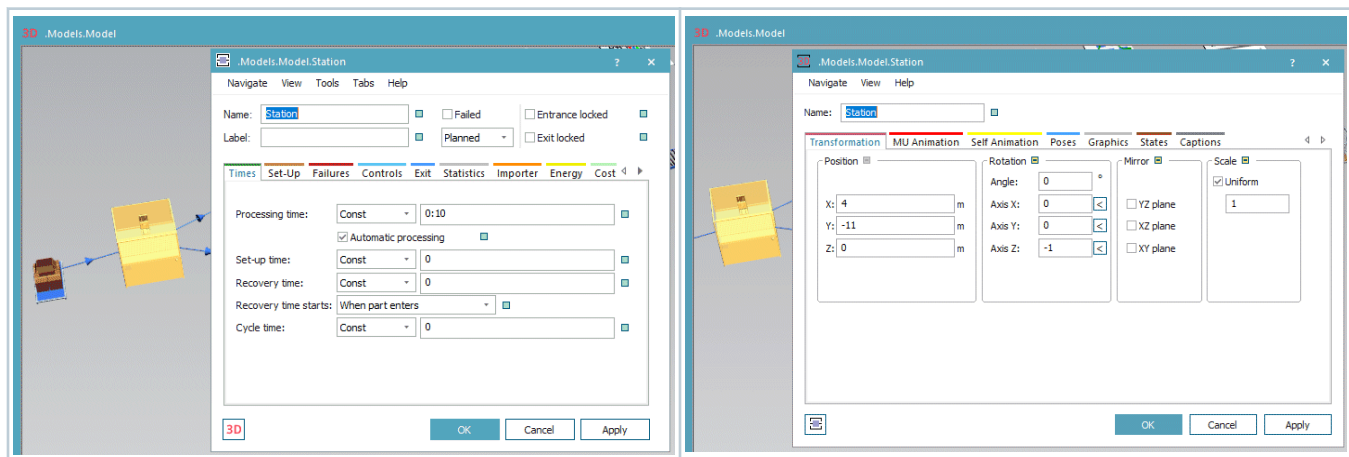 3D .Models.Model
.Models.Model.Station ? ×
Navigate View Tools Tabs Help
Name: Station Failed Entrance locked
Label: Planned Exit locked
Times Set-Up Failures Controls Exit Statistics Importer Energy Cost
Processing time: Const 0:10
Automatic processing
Set-up time: Const 0
Recovery time: Const 0
Recovery time starts: When part enters
Cycle time: Const 0
3D OK Cancel Apply
3D .Models.Model
3D .Models.Model.Station ? ×
Navigate View Help
Name: Station
Transformation MU Animation Self Animation Poses Graphics States Captions
Position Rotation Mirror Scale
Angle: 0 ° Uniform
X: 4 m Axis X: 0 < YZ plane 1
Y: -11 m Axis Y: 0 < XZ plane
Z: 0 m Axis Z: -1 < XY plane
OK Cancel Apply